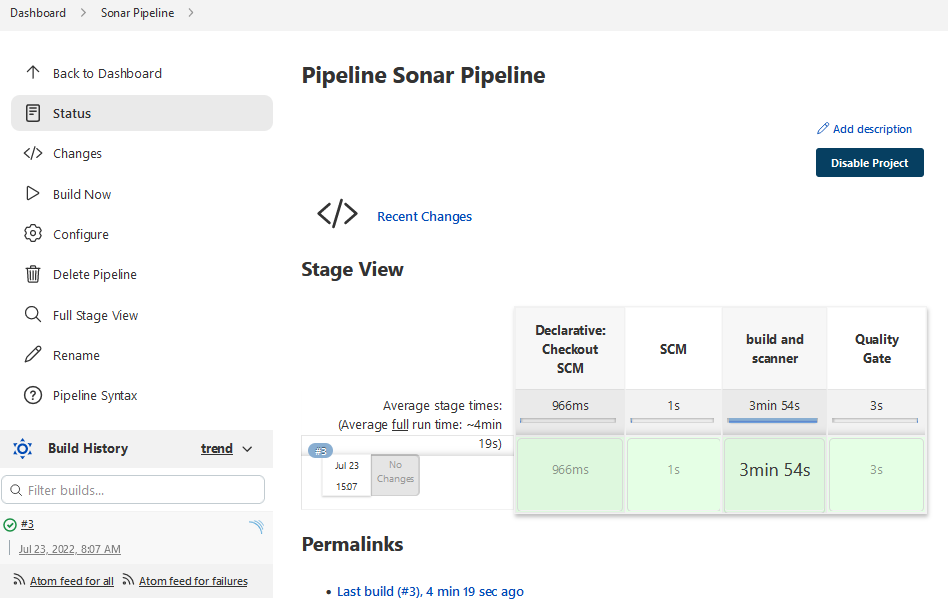 Dashboard > Sonar Pipeline >
Back to Dashboard
Status
Changes
Build Now
Configure
Delete Pipeline
Full Stage View
Rename
Pipeline Syntax
Build History trend
Filter builds...
#3
Jul 23, 2022, 8:07 AM
Atom feed for all Atom feed for failures
Pipeline Sonar Pipeline
Add description
Disable Project
Recent Changes
Stage View
Declarative:
Checkout
SCM
SCM
build and
scanner
Quality
Gate
Average stage times:
(Average full run time: ~4min
19s)
966ms 1s 3min 54s 3s
#3
Jul 23
15:07
No
Changes
966ms 1s 3min 54s 3s
Permalinks
• Last build (#3), 4 min 19 sec ago